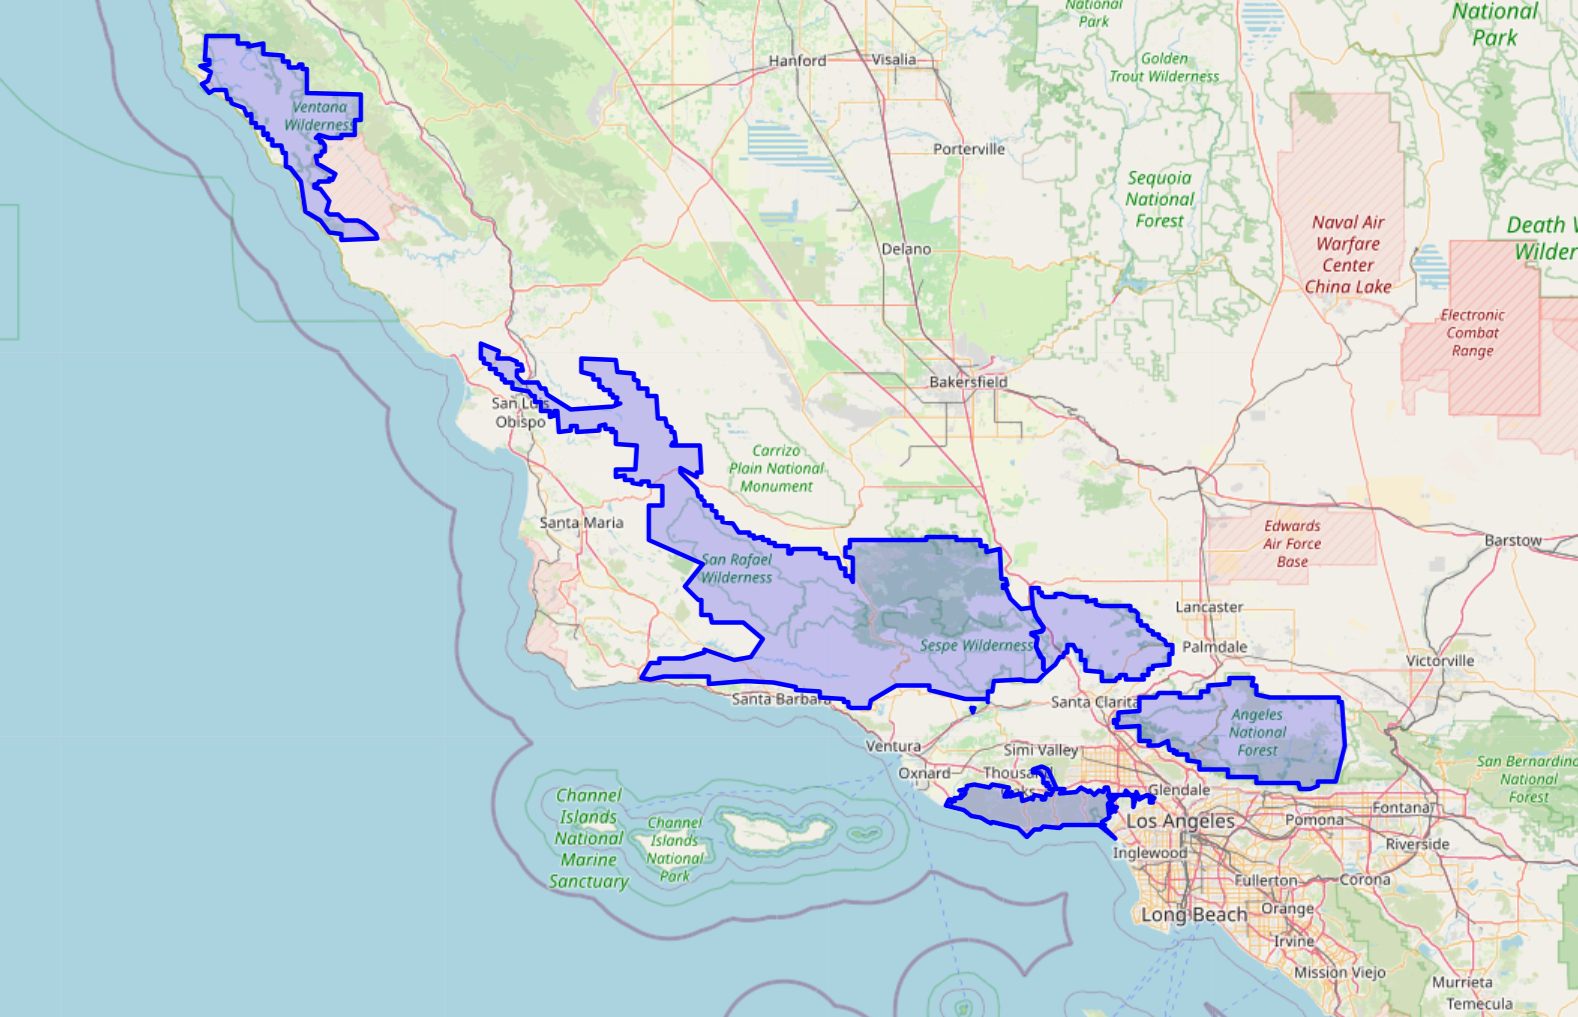 National
Park
National
Park
Hanford
Visalia
Golden
Trout Wilderness
Ventana
Wilderness
Porterville
Sequoia
National
Forest
Naval Air
Warfare
Center
China Lake
Death V
Wilder
Delano
Electronic
Combat
Range
Bakersfield
San Luis
Obispo
Carrizo
Plain National
Monument
Santa Maria
Edwards
Air Force
Base
Barstow
San Rafael
Wilderness
Lancaster
Sespe Wilderness
Palmdale
Victorville
Santa Barbara
Santa Clarita
Angeles
National
Forest
Ventura
Simi Valley
San Bernardino
National
Forest
Oxnard
Thousand
Oaks
Glendale
Fontana
Channel
Islands
National
Marine
Sanctuary
Channel
Islands
National
Park
Los Angeles
Pomona
Riverside
Inglewood
Fullerton
Corona
Long Beach
Orange
Irvine
Mission Viejo
Murrieta
Temecula